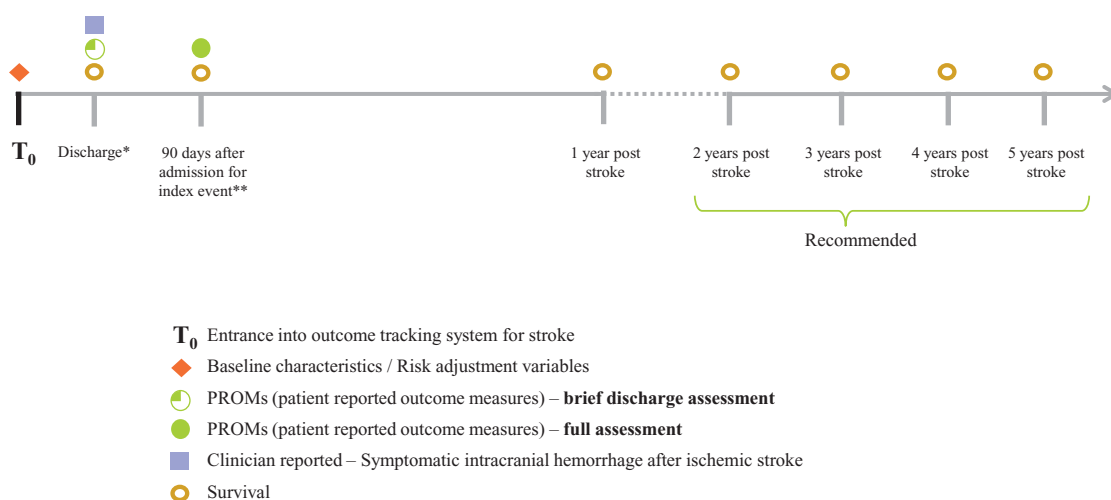 T0
Discharge*
90 days after
admission for
index event**
1 year post
stroke
2 years post
stroke
3 years post
stroke
4 years post
stroke
5 years post
stroke
Recommended
T0 Entrance into outcome tracking system for stroke
Baseline characteristics / Risk adjustment variables
PROMs (patient reported outcome measures) – brief discharge assessment
PROMs (patient reported outcome measures) – full assessment
Clinician reported – Symptomatic intracranial hemorrhage after ischemic stroke
Survival